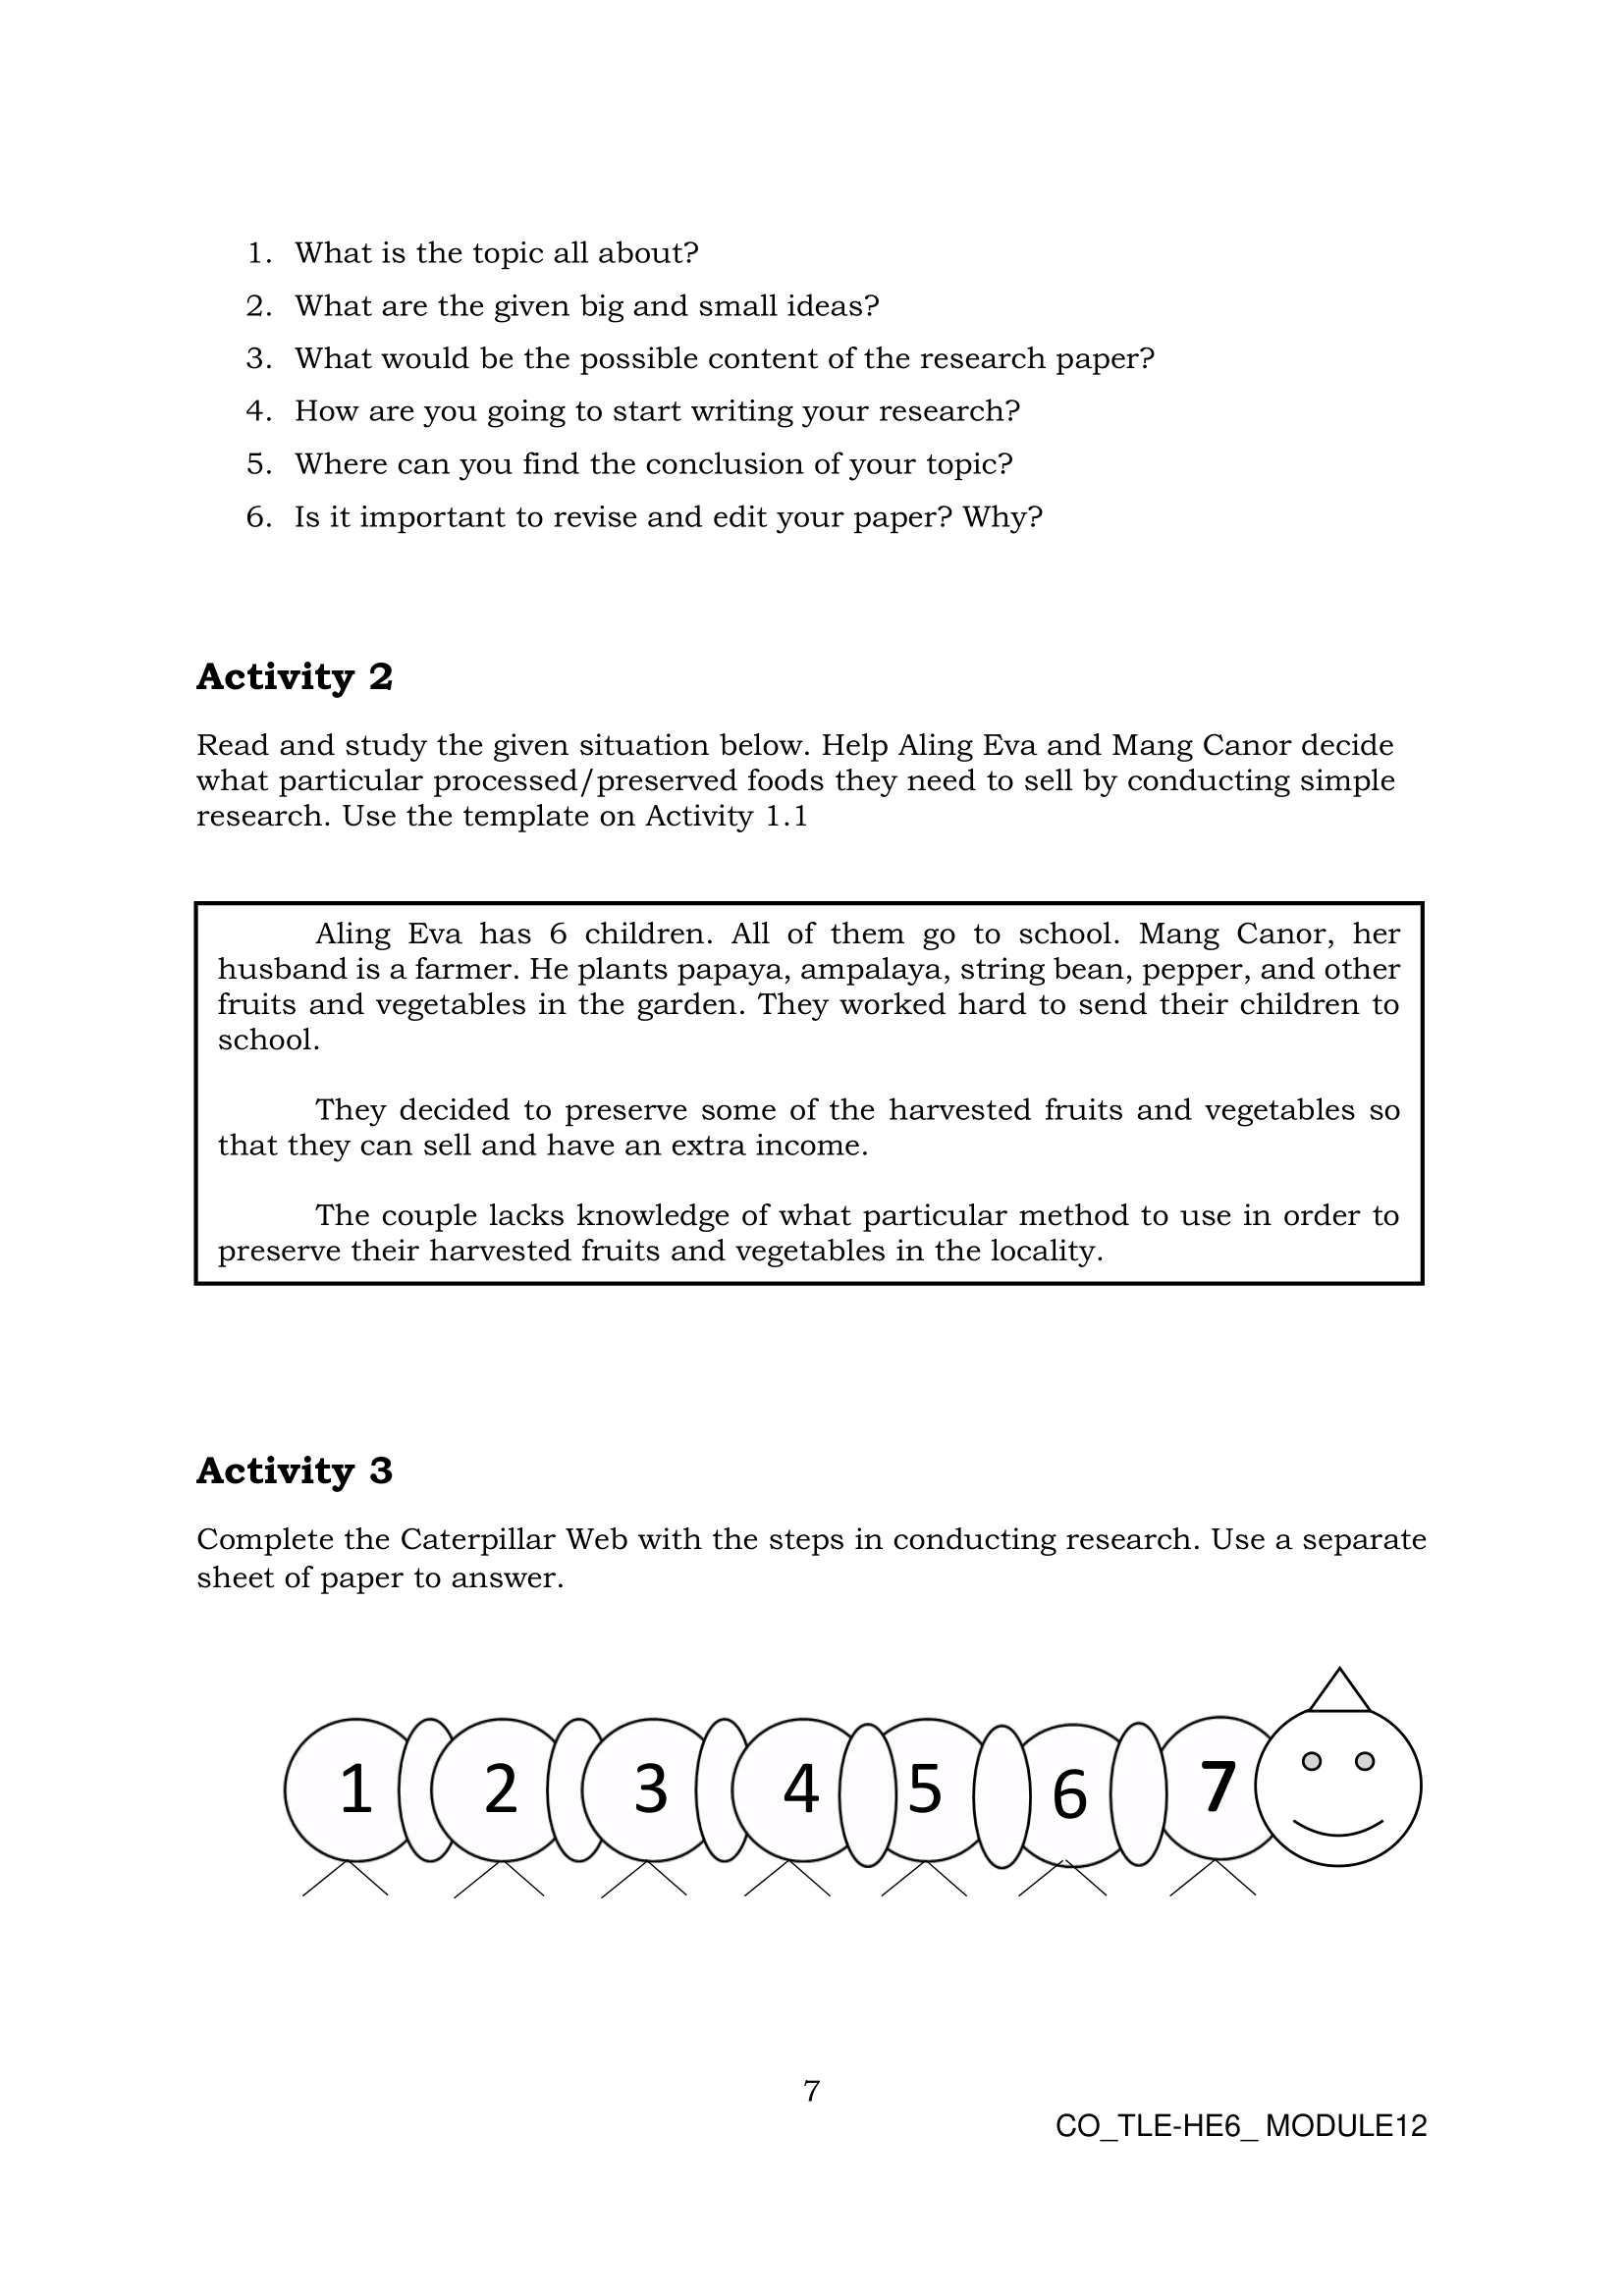 1. What is the topic all about?
2. What are the given big and small ideas?
3. What would be the possible content of the research paper?
4. How are you going to start writing your research?
5. Where can you find the conclusion of your topic?
6. Is it important to revise and edit your paper? Why?
Activity 2
Read and study the given situation below. Help Aling Eva and Mang Canor decide
what particular processed/preserved foods they need to sell by conducting simple
research. Use the template on Activity 1.1
Aling Eva has 6 children. All of them go to school. Mang Canor, her
husband is a farmer. He plants papaya, ampalaya, string bean, pepper, and other
fruits and vegetables in the garden. They worked hard to send their children to
school.
They decided to preserve some of the harvested fruits and vegetables so
that they can sell and have an extra income.
The couple lacks knowledge of what particular method to use in order to
preserve their harvested fruits and vegetables in the locality.
Activity 3
Complete the Caterpillar Web with the steps in conducting research. Use a separate
sheet of paper to answer.
1 2 3 4 5 6 7
7
CO_TLE-HE6_ MODULE12